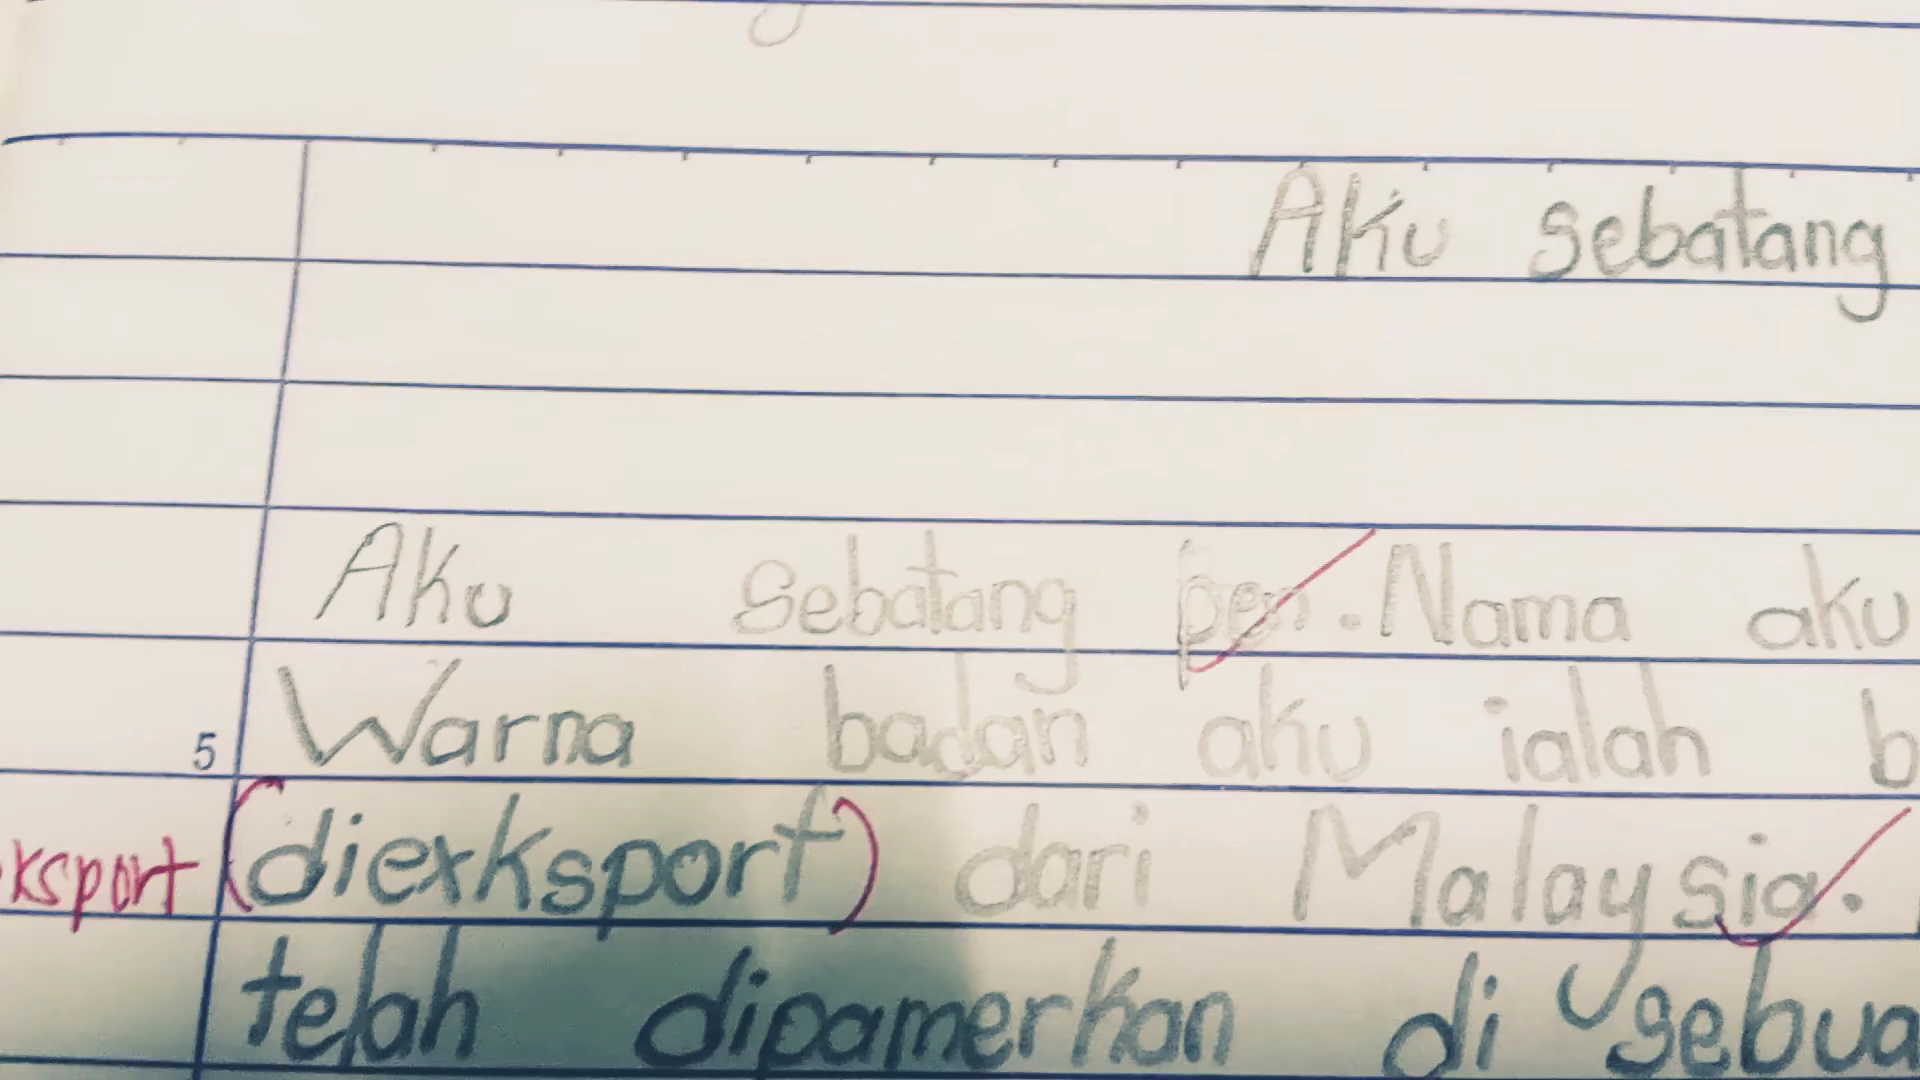 Aku sebatang
Aku sebatang pen. Nama aku
5 Warna badan aku ialah b
ksport (diexksport) dari Malaysia.
telah dipamerkan di sebua